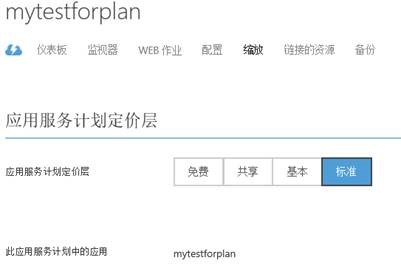 mytestforplan
仪表板 监视器 WEB 作业 配置 缩放 链接的资源 备份
应用服务计划定价层
应用服务计划定价层 免费 共享 基本 标准
此应用服务计划中的应用 mytestforplan